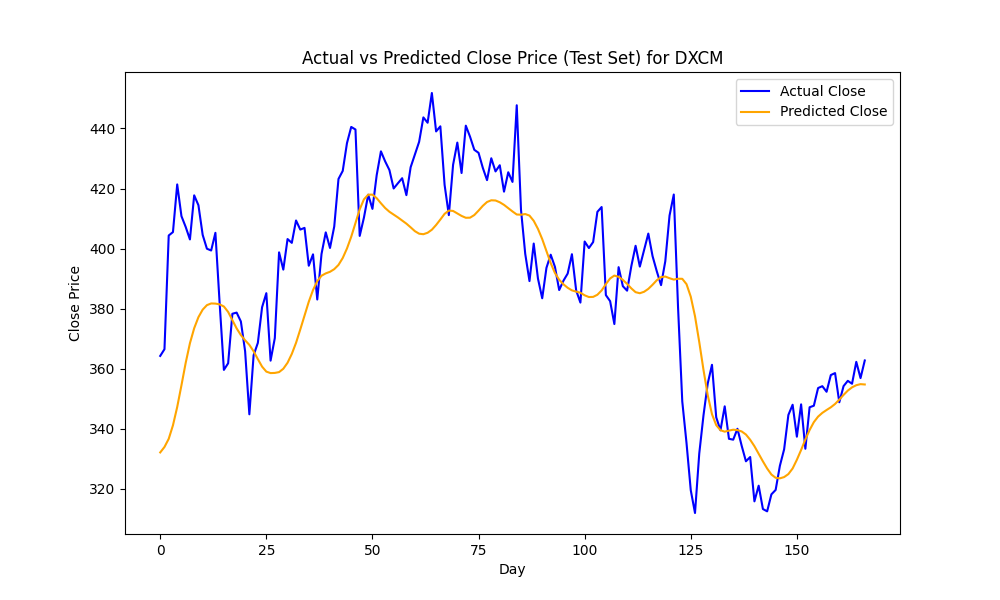 Actual vs Predicted Close Price (Test Set) for DXCM
Actual Close
Predicted Close
Close Price
440
420
400
380
360
340
320
0 25 50 75 100 125 150
Day